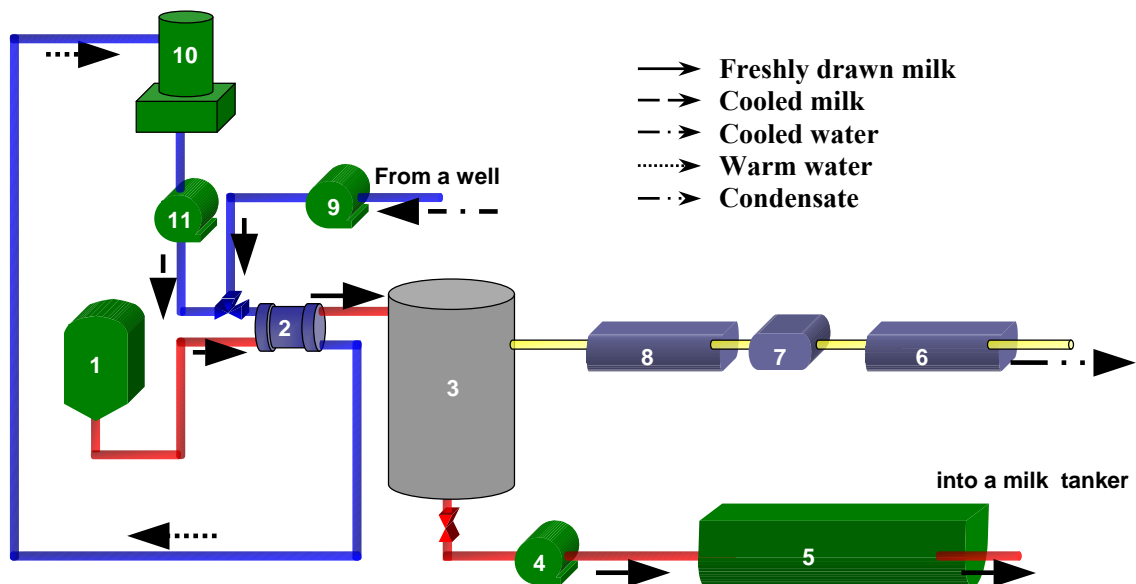 10
Freshly drawn milk
Cooled milk
Cooled water
Warm water
Condensate
From a well
9
11
2
1
3
8
7
6
into a milk tanker
4
5